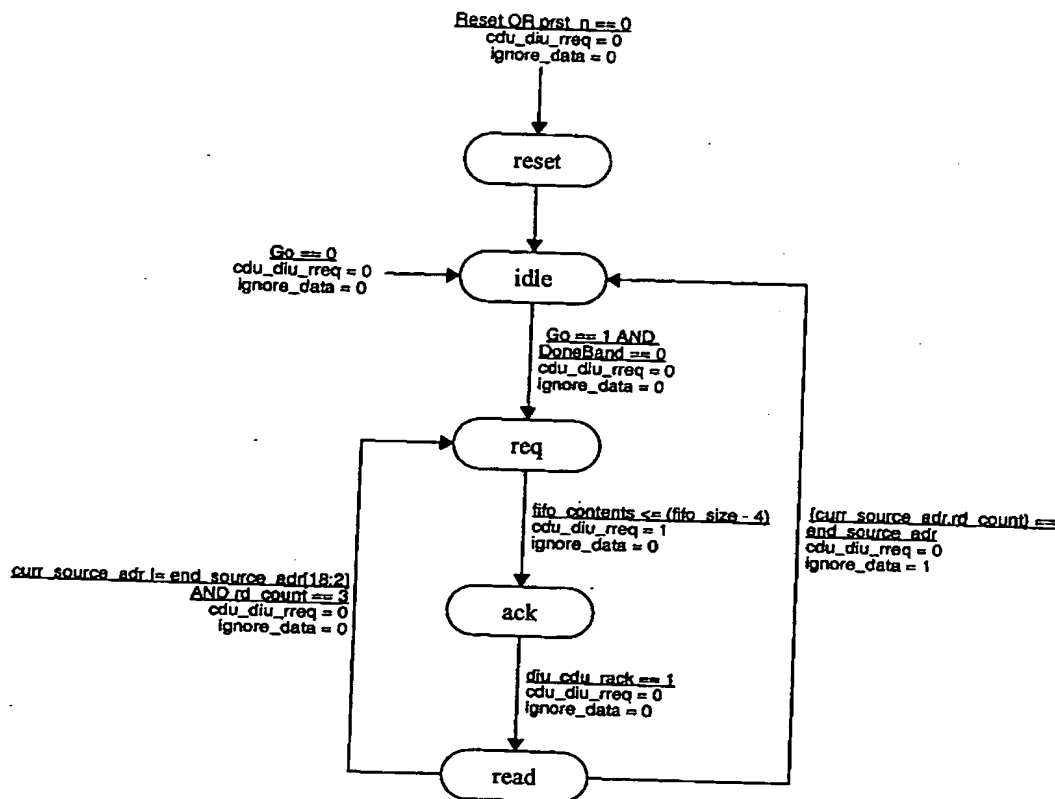 Reset OR prst_n == 0
cdu_diu_rreq = 0
ignore_data = 0
reset
Go == 0
cdu_diu_rreq = 0
ignore_data = 0
idle
Go == 1 AND
DoneBand == 0
cdu_diu_rreq = 0
ignore_data = 0
req
fifo_contents <= (fifo_size - 4)
cdu_diu_rreq = 1
ignore_data = 0
{curr_source_adr,rd_count} ==
end_source_adr
cdu_diu_rreq = 0
ignore_data = 1
curr_source_adr != end_source_adr[18:2]
AND rd_count == 3
cdu_diu_rreq = 0
ignore_data = 0
ack
diu_cdu_rack == 1
cdu_diu_rreq = 0
ignore_data = 0
read